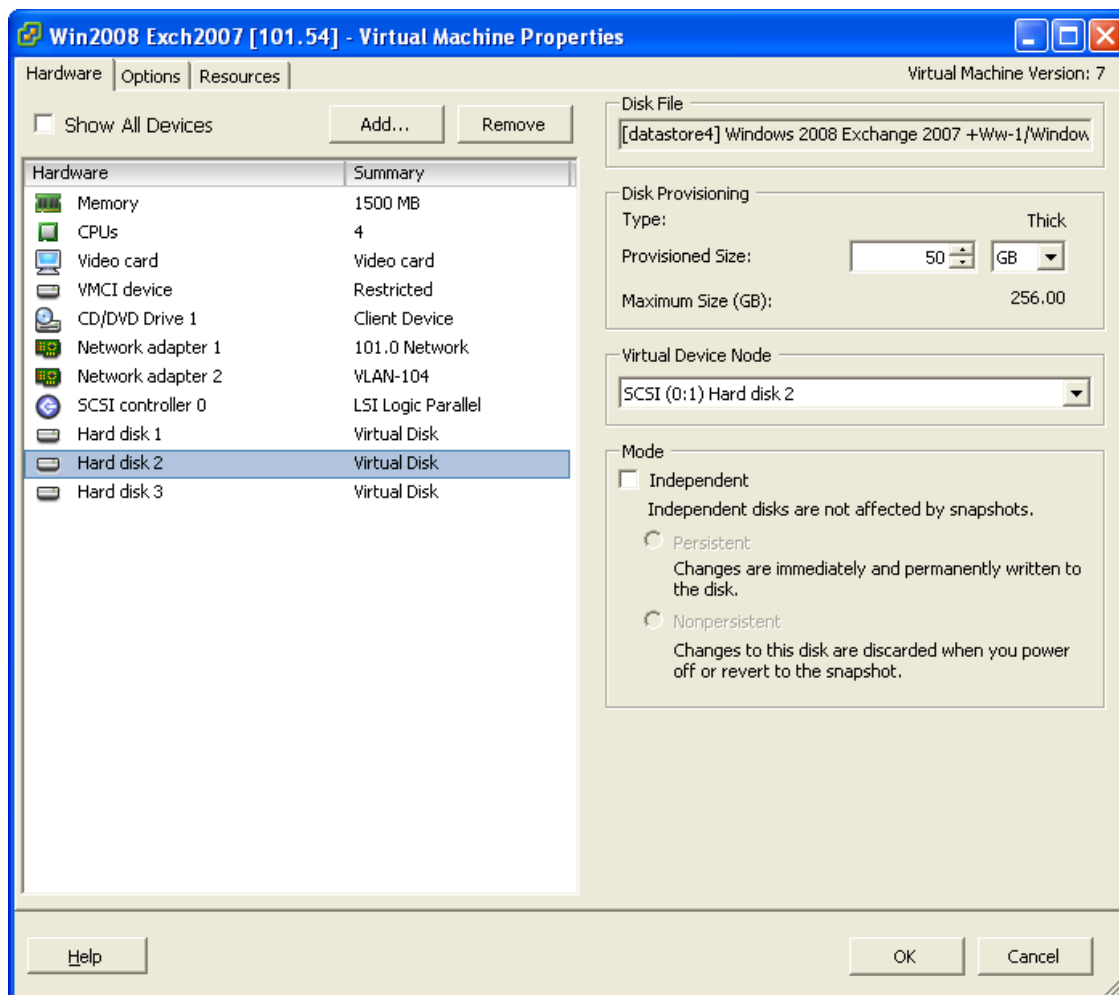 Win2008 Exch2007 [101.54] - Virtual Machine Properties
Hardware Options Resources Virtual Machine Version: 7
Show All Devices Add... Remove
Hardware Summary
Memory 1500 MB
CPUs 4
Video card Video card
VMCI device Restricted
CD/DVD Drive 1 Client Device
Network adapter 1 101.0 Network
Network adapter 2 VLAN-104
SCSI controller 0 LSI Logic Parallel
Hard disk 1 Virtual Disk
Hard disk 2 Virtual Disk
Hard disk 3 Virtual Disk
Disk File
[datastore4] Windows 2008 Exchange 2007 +Ww-1/Window
Disk Provisioning
Type: Thick
Provisioned Size: 50 GB
Maximum Size (GB): 256.00
Virtual Device Node
SCSI (0:1) Hard disk 2
Mode
Independent
Independent disks are not affected by snapshots.
Persistent
Changes are immediately and permanently written to
the disk.
Nonpersistent
Changes to this disk are discarded when you power
off or revert to the snapshot.
Help OK Cancel